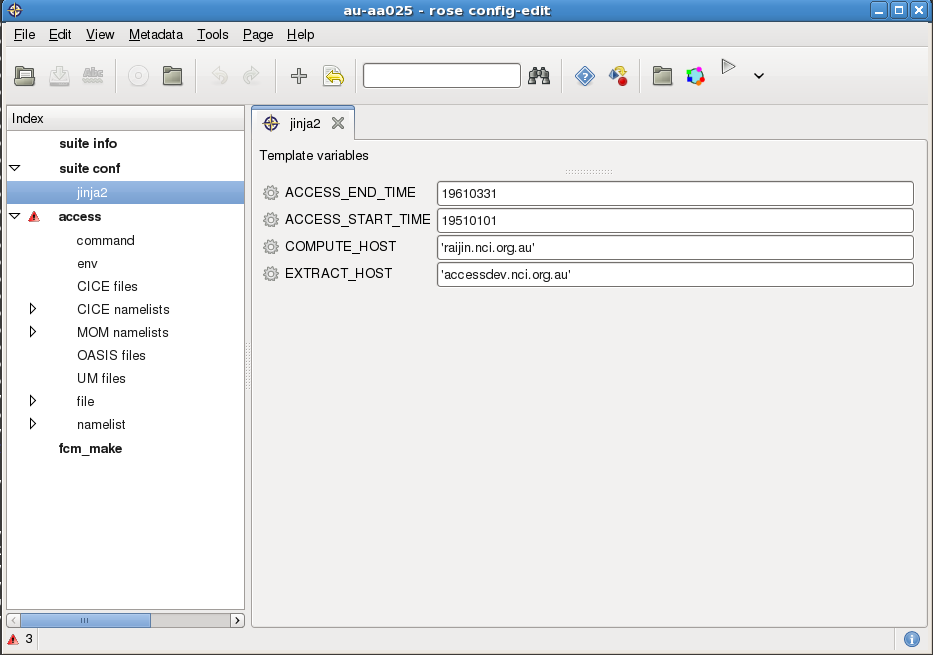 au-aa025 - rose config-edit
File Edit View Metadata Tools Page Help
Abc
Index
suite info
suite conf
jinja2
access
command
env
CICE files
CICE namelists
MOM namelists
OASIS files
UM files
file
namelist
fcm_make
jinja2
Template variables
ACCESS_END_TIME 19610331
ACCESS_START_TIME 19510101
COMPUTE_HOST 'raijin.nci.org.au'
EXTRACT_HOST 'accessdev.nci.org.au'
3